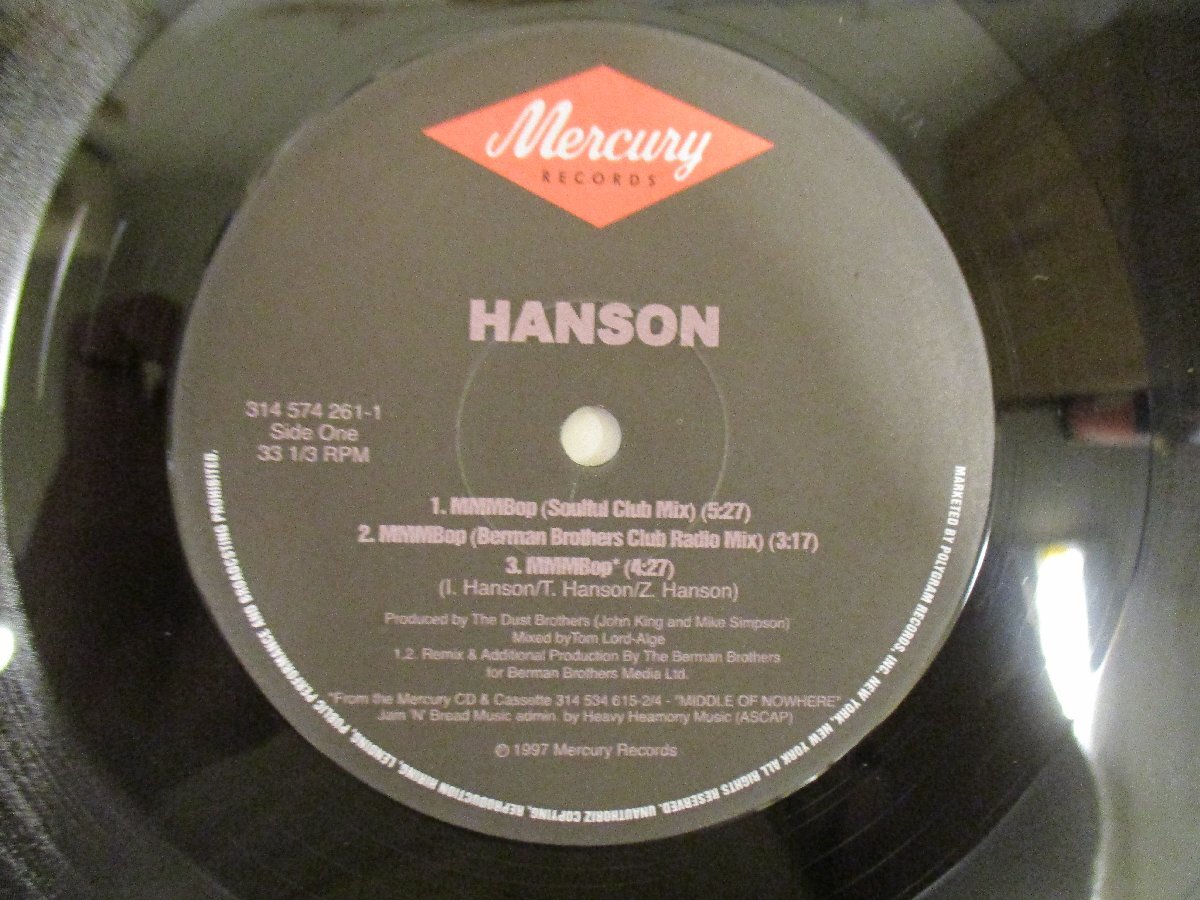 Mercury
RECORDS
HANSON
314 574 261-1
Side One
33 1/3 RPM
1. MMMBop (Soulful Club Mix) (5:27)
2. MMMBop (Berman Brothers Club Radio Mix) (3:17)
3. MMMBop* (4:27)
(I. Hanson/T. Hanson/Z. Hanson)
Produced by The Dust Brothers (John King and Mike Simpson)
Mixed byTom Lord-Alge
1,2. Remix & Additional Production By The Berman Brothers
for Berman Brothers Media Ltd.
*From the Mercury CD & Cassette 314 534 615-2/4 - "MIDDLE OF NOWHERE"
Jam 'N' Bread Music admin. by Heavy Hearmony Music (ASCAP)
℗ 1997 Mercury Records
MARKETED BY POLYGRAM RECORDS, INC. NEW YORK, NEW YORK ALL RIGHTS RESERVED. UNAUTHORIZ COPYING, REPRODUCTION HIRING, LENDING, PUBLIC PERFORMANCE AND BROADCASTING PROHIBITED.